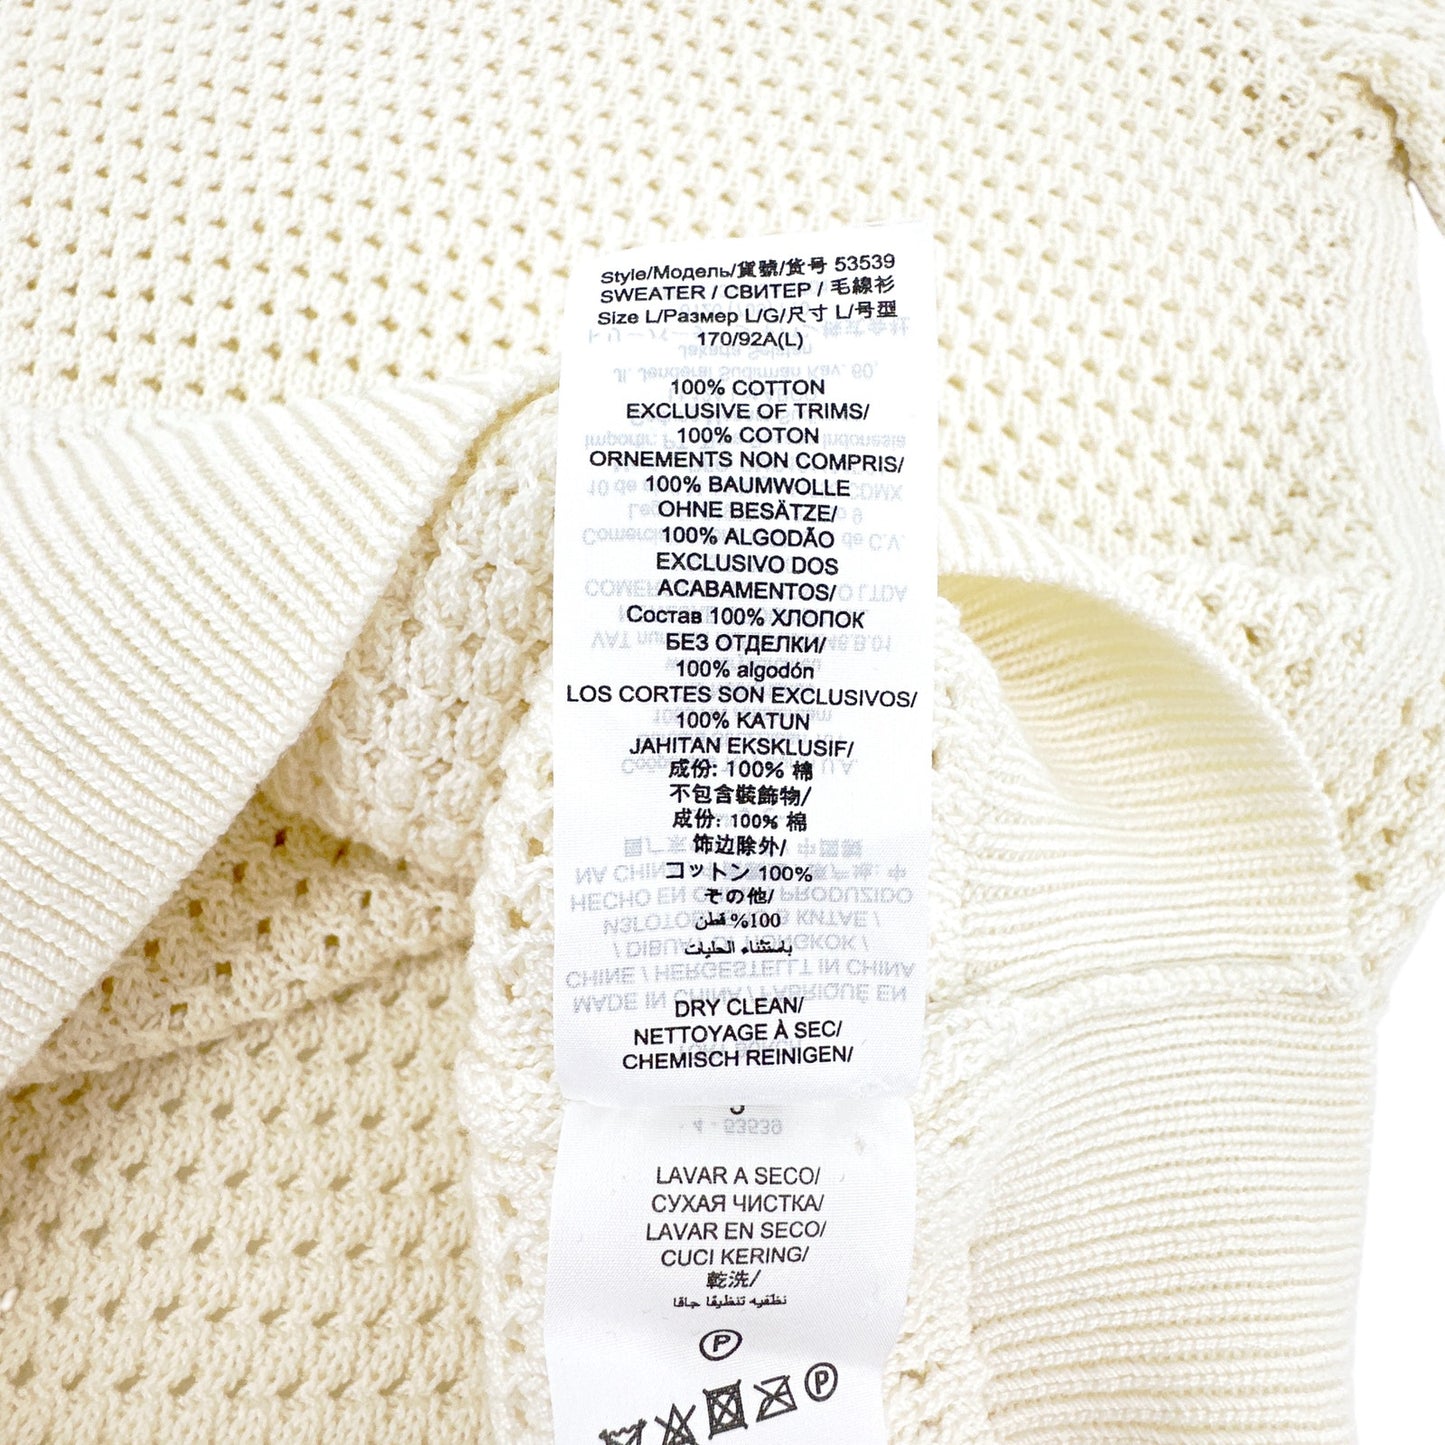 Style/Модель/貨號/货号 53539
SWEATER / СВИТЕР / 毛線衫
Size L/Размер L/G/尺寸 L/号型
170/92A(L)
100% COTTON
EXCLUSIVE OF TRIMS/
100% COTON
ORNEMENTS NON COMPRIS/
100% BAUMWOLLE
OHNE BESÄTZE/
100% ALGODÃO
EXCLUSIVO DOS
ACABAMENTOS/
Состав 100% ХЛОПОК
БЕЗ ОТДЕЛКИ/
100% algodón
LOS CORTES SON EXCLUSIVOS/
100% KATUN
JAHITAN EKSKLUSIF/
成份: 100% 棉
不包含裝飾物/
成份: 100% 棉
饰边除外/
コットン 100%
その他/
100% قطن
باستثناء الحليات
DRY CLEAN/
NETTOYAGE À SEC/
CHEMISCH REINIGEN/
LAVAR A SECO/
СУХАЯ ЧИСТКА/
LAVAR EN SECO/
CUCI KERING/
乾洗/
نظفيه تنظيفا جافا
P
P